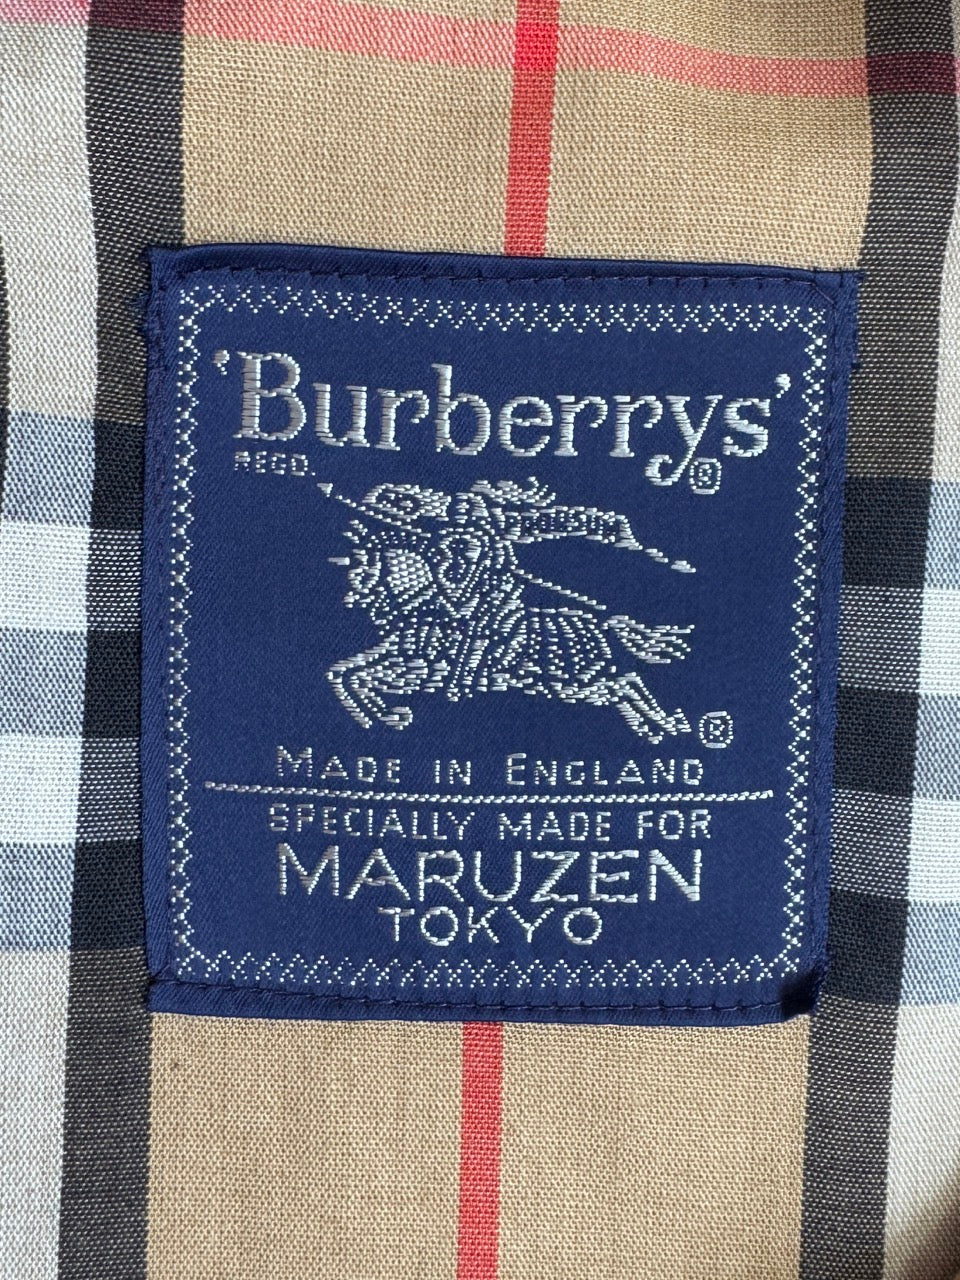 'Burberrys'
REGD. ®
PRORSUM
®
MADE IN ENGLAND
SPECIALLY MADE FOR
MARUZEN
TOKYO